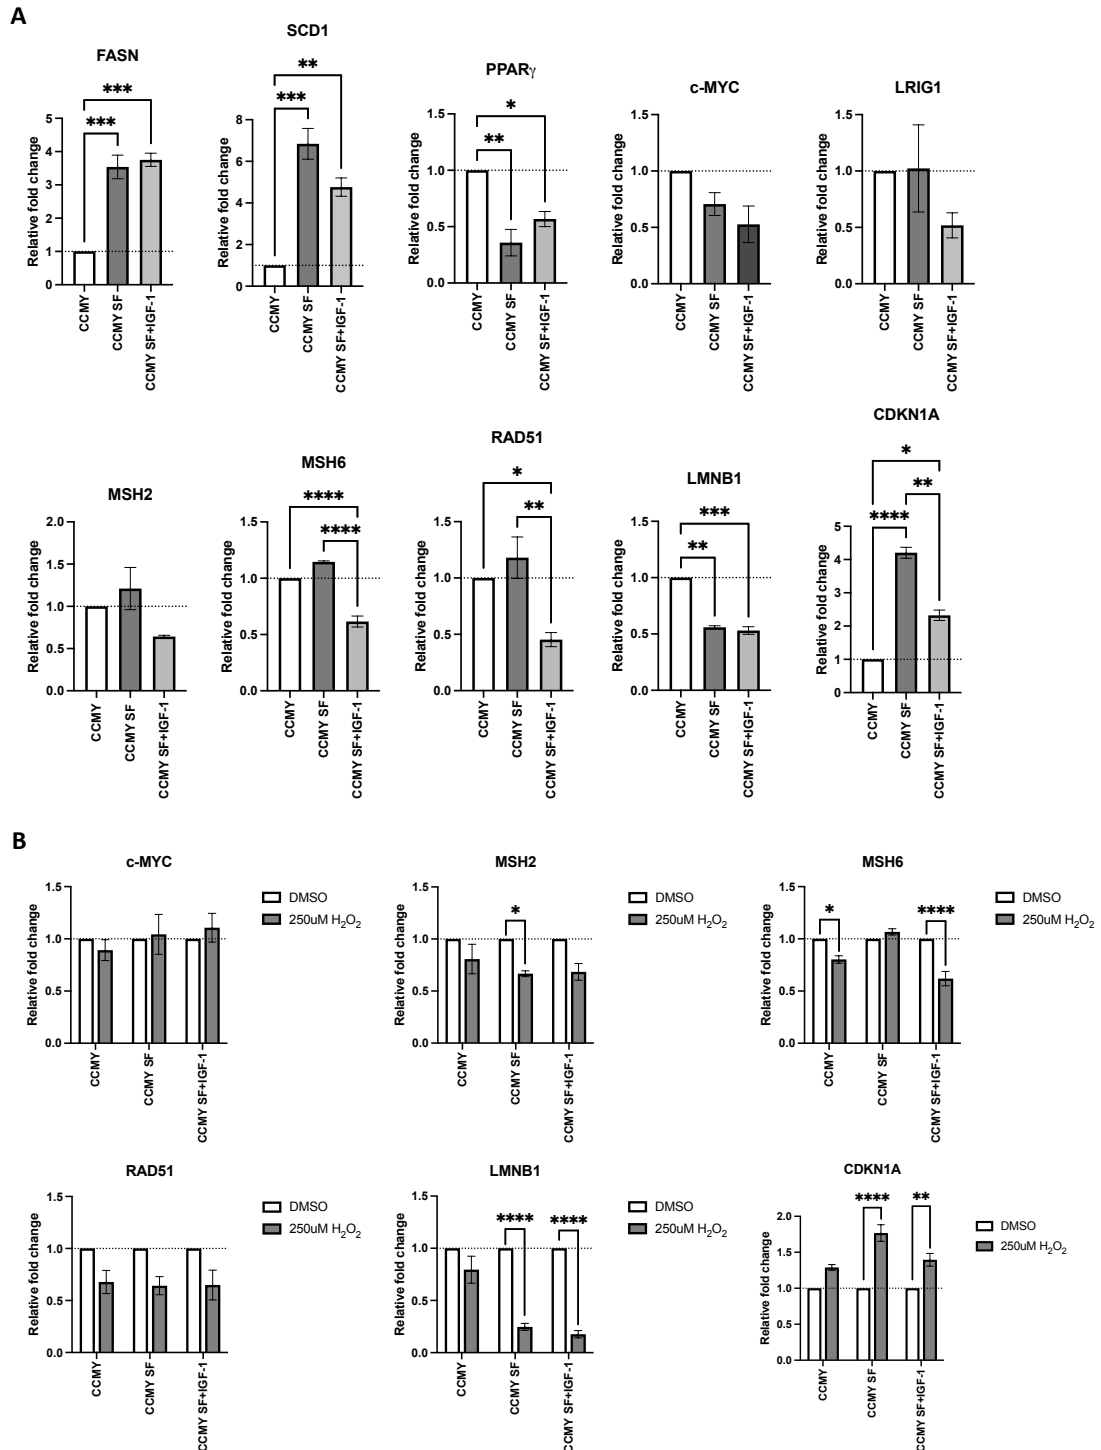 A
FASN
***
***
Relative fold change
5
4
3
2
1
0
CCMY
CCMY SF
CCMY SF+IGF-1
SCD1
**
***
Relative fold change
8
6
4
2
0
CCMY
CCMY SF
CCMY SF+IGF-1
PPARγ
*
**
Relative fold change
1.5
1.0
0.5
0.0
CCMY
CCMY SF
CCMY SF+IGF-1
c-MYC
Relative fold change
1.5
1.0
0.5
0.0
CCMY
CCMY SF
CCMY SF+IGF-1
LRIG1
Relative fold change
1.5
1.0
0.5
0.0
CCMY
CCMY SF
CCMY SF+IGF-1
MSH2
Relative fold change
2.0
1.5
1.0
0.5
0.0
CCMY
CCMY SF
CCMY SF+IGF-1
MSH6
****
****
Relative fold change
1.5
1.0
0.5
0.0
CCMY
CCMY SF
CCMY SF+IGF-1
RAD51
*
**
Relative fold change
1.5
1.0
0.5
0.0
CCMY
CCMY SF
CCMY SF+IGF-1
LMNB1
***
**
Relative fold change
1.5
1.0
0.5
0.0
CCMY
CCMY SF
CCMY SF+IGF-1
CDKN1A
*
**
****
Relative fold change
5
4
3
2
1
0
CCMY
CCMY SF
CCMY SF+IGF-1
B
c-MYC
Relative fold change
1.5
1.0
0.5
0.0
CCMY
CCMY SF
CCMY SF+IGF-1
DMSO
250uM H₂O₂
MSH2
*
Relative fold change
1.5
1.0
0.5
0.0
CCMY
CCMY SF
CCMY SF+IGF-1
DMSO
250uM H₂O₂
MSH6
*
****
Relative fold change
1.5
1.0
0.5
0.0
CCMY
CCMY SF
CCMY SF+IGF-1
DMSO
250uM H₂O₂
RAD51
Relative fold change
1.5
1.0
0.5
0.0
CCMY
CCMY SF
CCMY SF+IGF-1
DMSO
250uM H₂O₂
LMNB1
****
****
Relative fold change
1.5
1.0
0.5
0.0
CCMY
CCMY SF
CCMY SF+IGF-1
DMSO
250uM H₂O₂
CDKN1A
****
**
Relative fold change
2.0
1.5
1.0
0.5
0.0
CCMY
CCMY SF
CCMY SF+IGF-1
DMSO
250uM H₂O₂